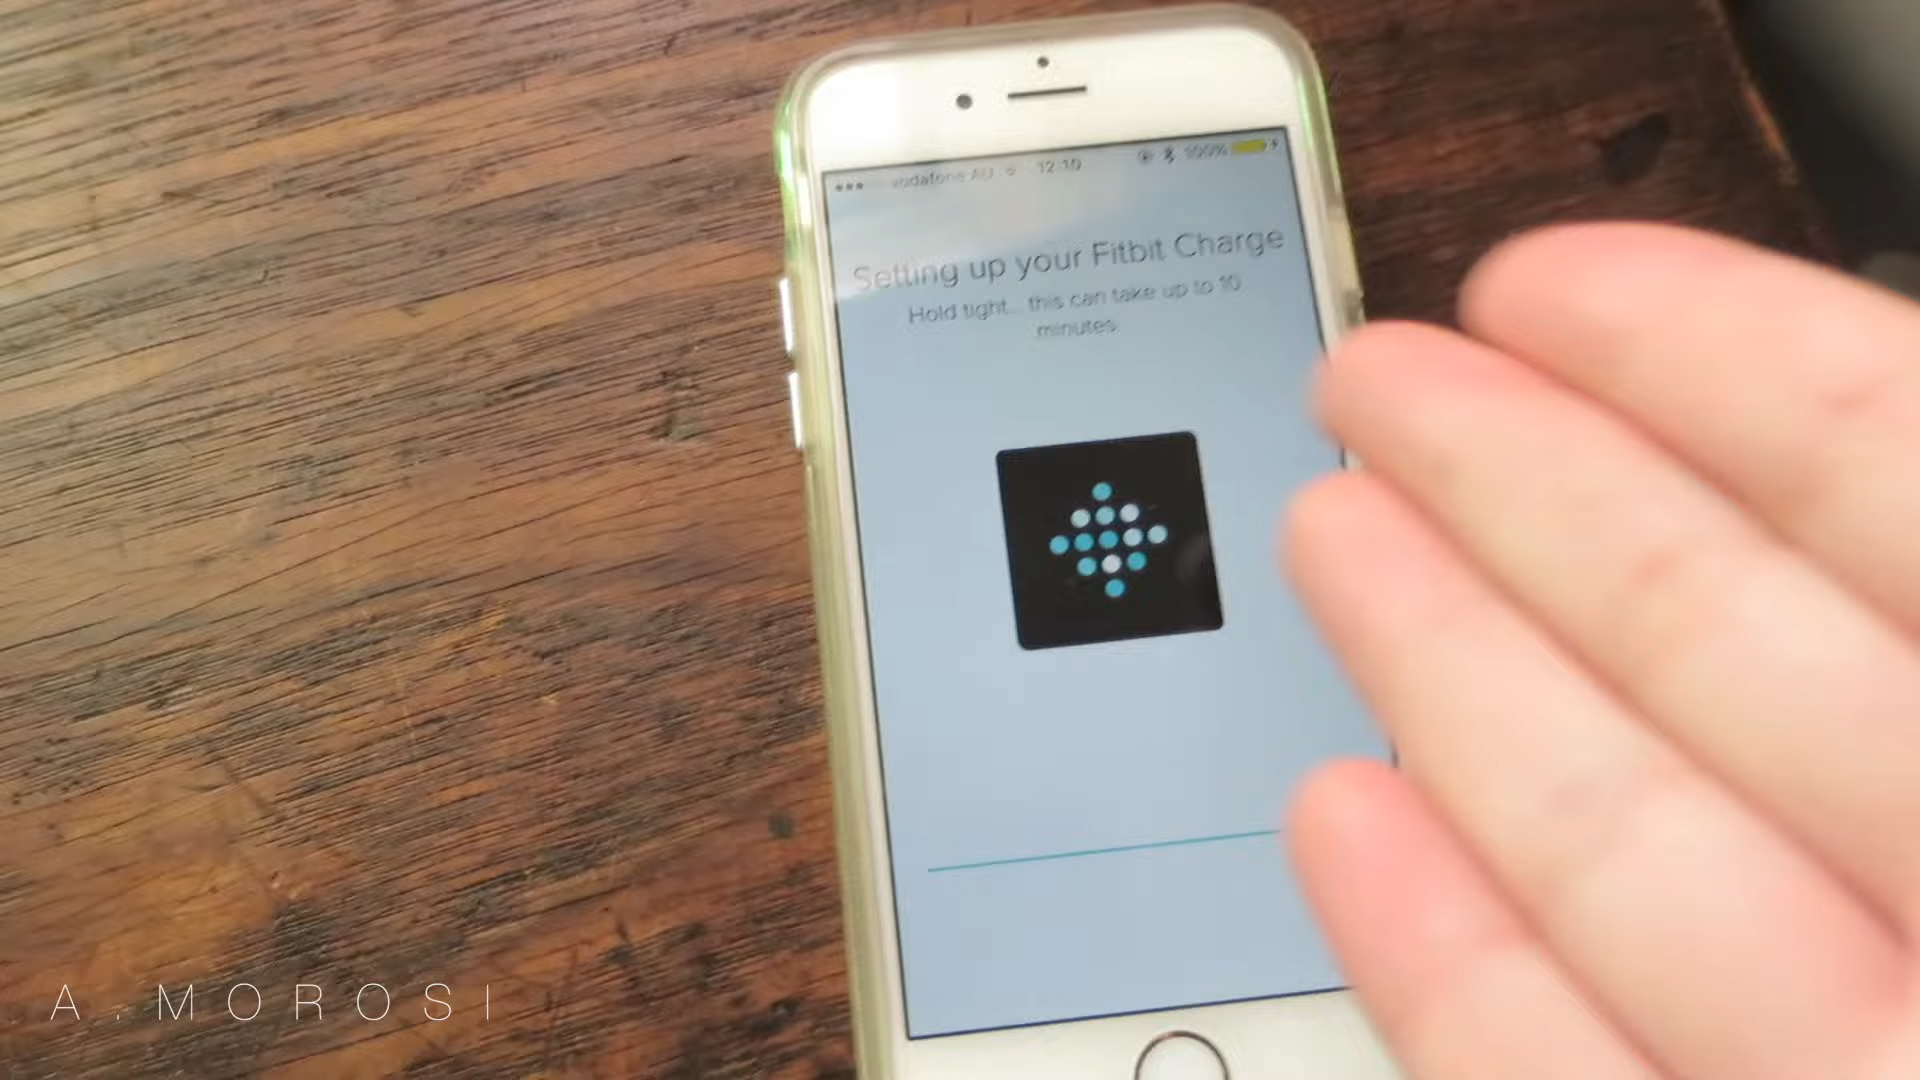 vodafone AU 12:10 100%
Setting up your Fitbit Charge
Hold tight... this can take up to 10
minutes.
A.MOROSI